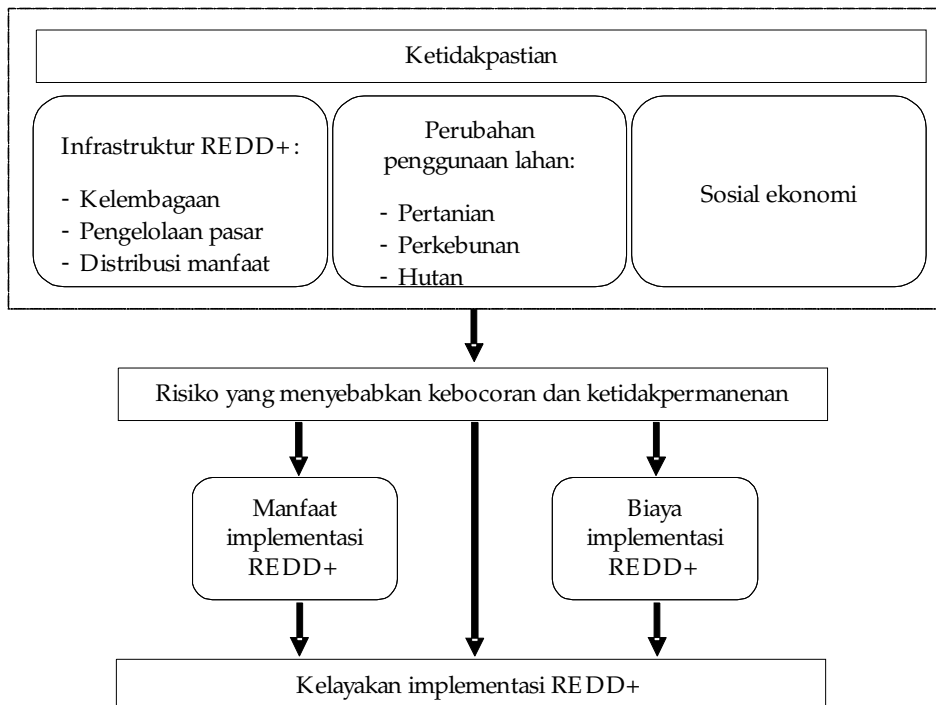 Ketidakpastian
Infrastruktur REDD+:
- Kelembagaan
- Pengelolaan pasar
- Distribusi manfaat
Perubahan
penggunaan lahan:
- Pertanian
- Perkebunan
- Hutan
Sosial ekonomi
Risiko yang menyebabkan kebocoran dan ketidakpermanenan
Manfaat
implementasi
REDD+
Biaya
implementasi
REDD+
Kelayakan implementasi REDD+